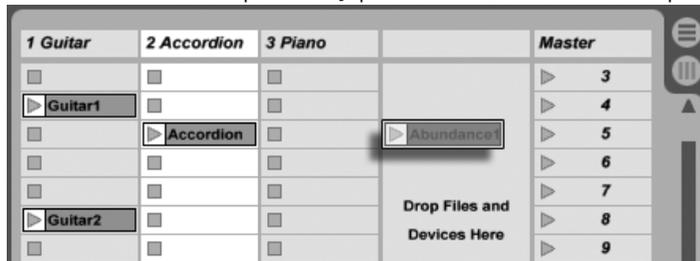 1 Guitar 2 Accordion 3 Piano Master
3
Guitar1 4
Accordion Abundance1 5
6
7
Drop Files and
Guitar2 8
Devices Here
9